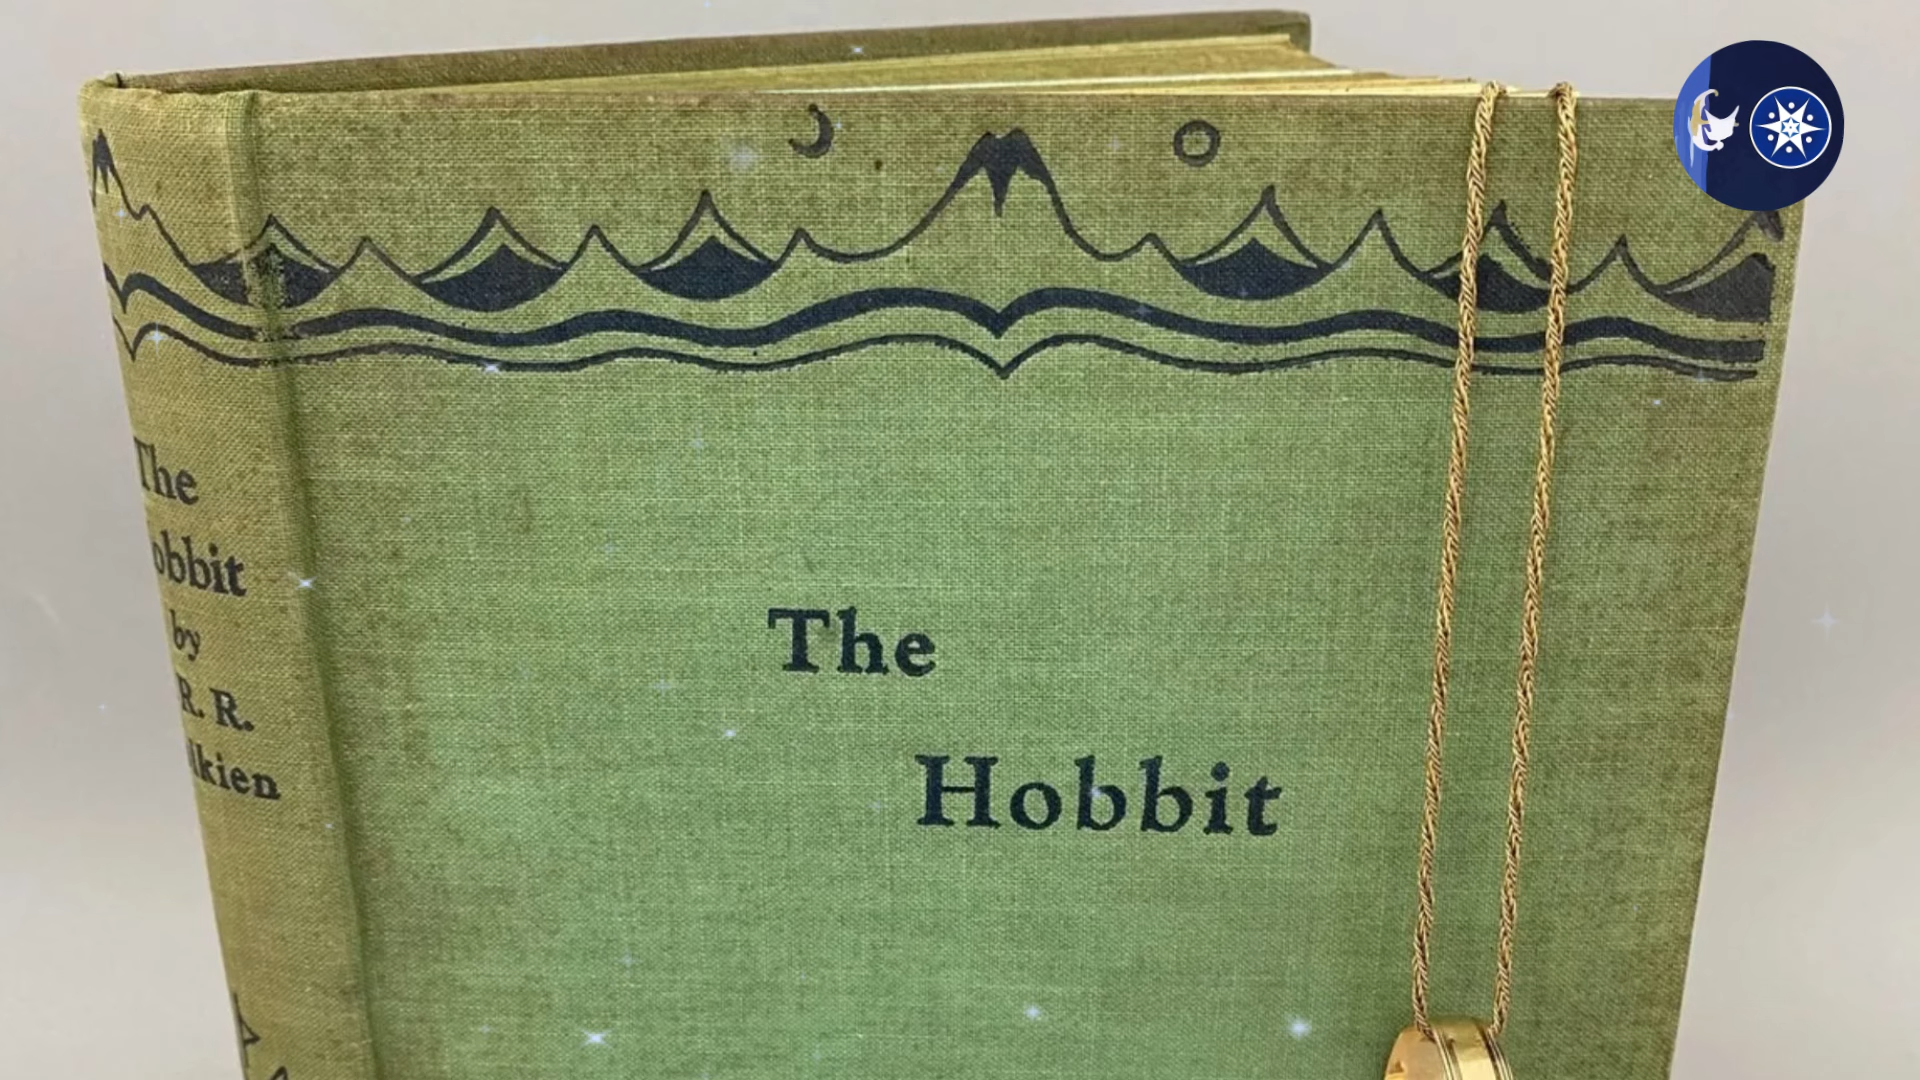 The
Hobbit
The
obbit
by
R. R.
lkien